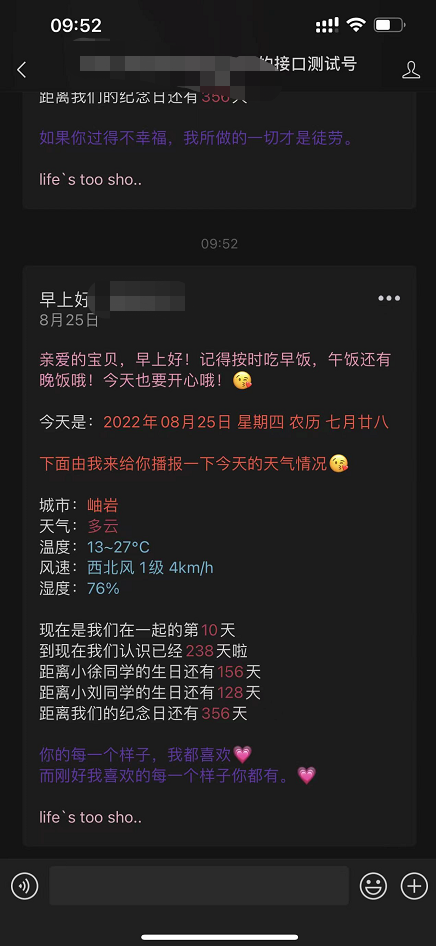 09:52
的接口测试号
距离我们的纪念日还有356天
如果你过得不幸福，我所做的一切才是徒劳。
life`s too sho..
09:52
早上好
8月25日
亲爱的宝贝，早上好！记得按时吃早饭，午饭还有
晚饭哦！今天也要开心哦！😘
今天是：2022年08月25日 星期四 农历 七月廿八
下面由我来给你播报一下今天的天气情况😘
城市：岫岩
天气：多云
温度：13~27°C
风速：西北风 1级 4km/h
湿度：76%
现在是我们在一起的第10天
到现在我们认识已经238天啦
距离小徐同学的生日还有156天
距离小刘同学的生日还有128天
距离我们的纪念日还有356天
你的每一个样子，我都喜欢💗
而刚好我喜欢的每一个样子你都有。💗
life`s too sho..